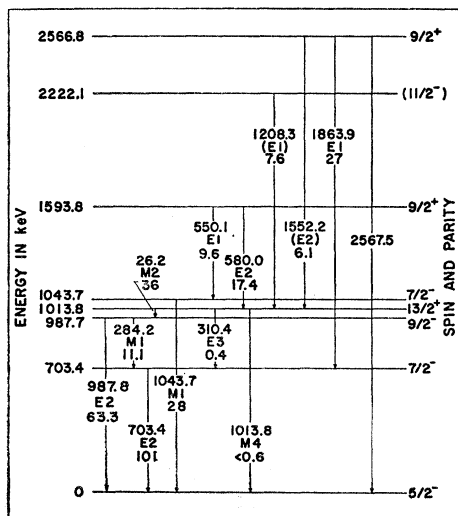 2566.8
9/2+
2222.1
(11/2-)
1208.3
(E1)
7.6
1863.9
E1
27
1593.8
9/2+
550.1
E1
9.6
580.0
E2
17.4
1552.2
(E2)
6.1
2567.5
26.2
M2
36
1043.7
7/2-
1013.8
13/2+
987.7
9/2-
284.2
M1
11.1
310.4
E3
0.4
703.4
7/2-
987.8
E2
63.3
703.4
E2
101
1043.7
M1
28
1013.8
M4
<0.6
0
5/2-
ENERGY IN keV
SPIN AND PARITY